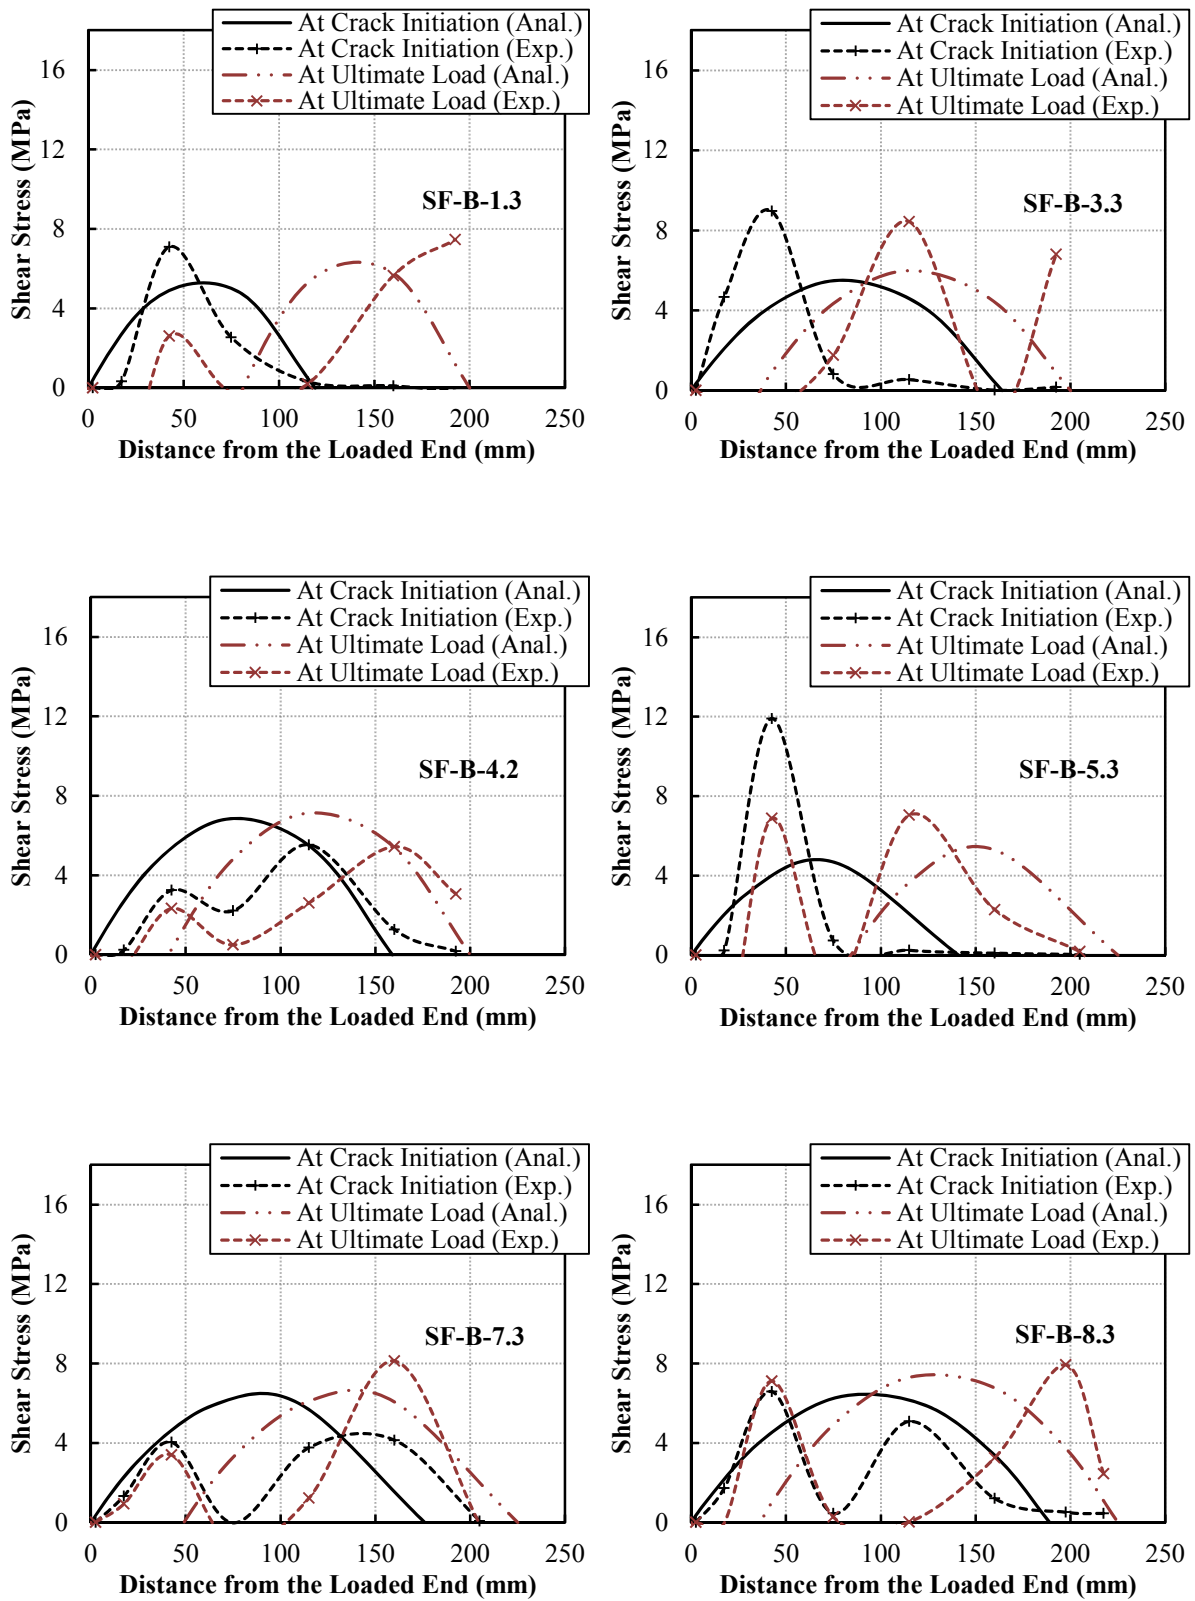 At Crack Initiation (Anal.)
At Crack Initiation (Exp.)
At Ultimate Load (Anal.)
At Ultimate Load (Exp.)
16
12
8
4
0
Shear Stress (MPa)
SF-B-1.3
0 50 100 150 200 250
Distance from the Loaded End (mm)
At Crack Initiation (Anal.)
At Crack Initiation (Exp.)
At Ultimate Load (Anal.)
At Ultimate Load (Exp.)
16
12
8
4
0
Shear Stress (MPa)
SF-B-3.3
0 50 100 150 200 250
Distance from the Loaded End (mm)
At Crack Initiation (Anal.)
At Crack Initiation (Exp.)
At Ultimate Load (Anal.)
At Ultimate Load (Exp.)
16
12
8
4
0
Shear Stress (MPa)
SF-B-4.2
0 50 100 150 200 250
Distance from the Loaded End (mm)
At Crack Initiation (Anal.)
At Crack Initiation (Exp.)
At Ultimate Load (Anal.)
At Ultimate Load (Exp.)
16
12
8
4
0
Shear Stress (MPa)
SF-B-5.3
0 50 100 150 200 250
Distance from the Loaded End (mm)
At Crack Initiation (Anal.)
At Crack Initiation (Exp.)
At Ultimate Load (Anal.)
At Ultimate Load (Exp.)
16
12
8
4
0
Shear Stress (MPa)
SF-B-7.3
0 50 100 150 200 250
Distance from the Loaded End (mm)
At Crack Initiation (Anal.)
At Crack Initiation (Exp.)
At Ultimate Load (Anal.)
At Ultimate Load (Exp.)
16
12
8
4
0
Shear Stress (MPa)
SF-B-8.3
0 50 100 150 200 250
Distance from the Loaded End (mm)